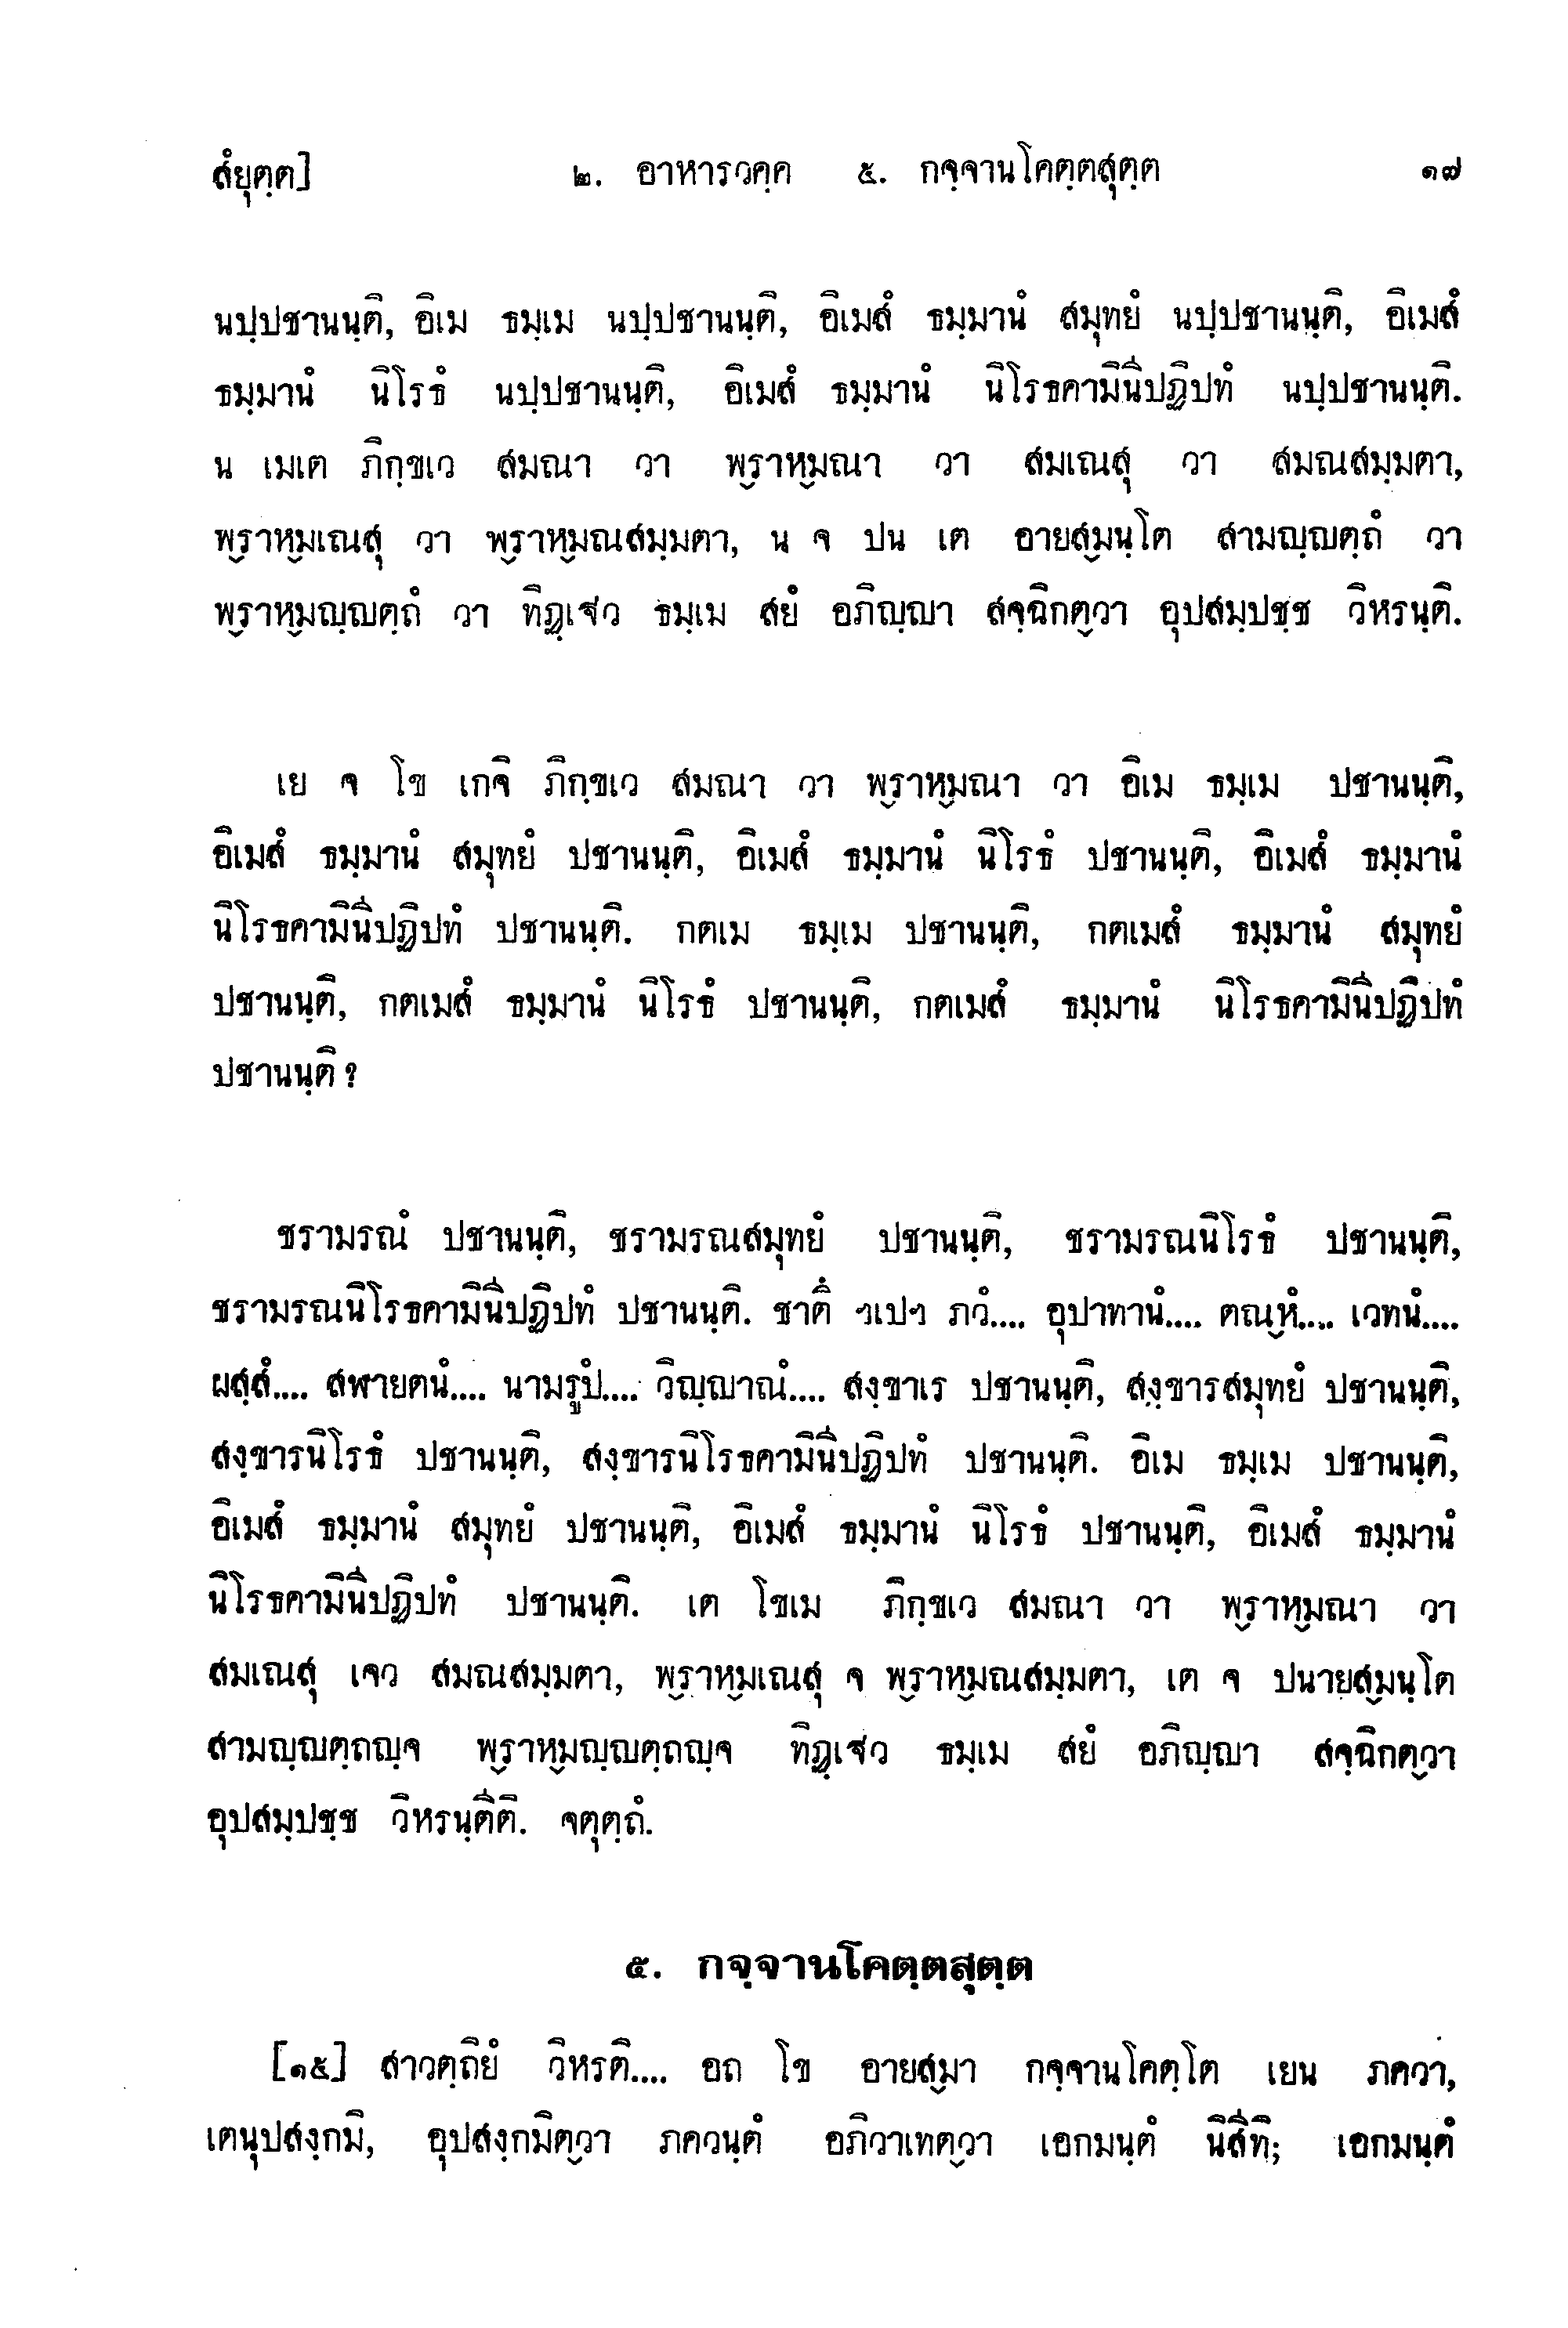 สํยุตฺต]	๒. อาหารวคฺค ๕. กจฺจานโคตฺตสุตฺต	๑๗
นปฺปชานนฺติ, อิเม ธมฺเม นปฺปชานนฺติ, อิเมสํ ธมฺมานํ สมุทยํ นปฺปชานนฺติ, อิเมสํ
ธมฺมานํ นิโรธํ นปฺปชานนฺติ, อิเมสํ ธมฺมานํ นิโรธคามินึปฏิปทํ นปฺปชานนฺติ.
น เมเต ภิกฺขเว สมณา วา พฺราหฺมณา วา สมเณสุ วา สมณสมฺมตา,
พฺราหฺมเณสุ วา พฺราหฺมณสมฺมตา, น จ ปน เต อายสฺมนฺโต สามญฺญตฺถํ วา
พฺราหฺมญฺญตฺถํ วา ทิฏฺเฐว ธมฺเม สยํ อภิญฺญา สจฺฉิกตฺวา อุปสมฺปชฺช วิหรนฺติ.
เย จ โข เกจิ ภิกฺขเว สมณา วา พฺราหฺมณา วา อิเม ธมฺเม ปชานนฺติ,
อิเมสํ ธมฺมานํ สมุทยํ ปชานนฺติ, อิเมสํ ธมฺมานํ นิโรธํ ปชานนฺติ, อิเมสํ ธมฺมานํ
นิโรธคามินึปฏิปทํ ปชานนฺติ. กตเม ธมฺเม ปชานนฺติ, กตเมสํ ธมฺมานํ สมุทยํ
ปชานนฺติ, กตเมสํ ธมฺมานํ นิโรธํ ปชานนฺติ, กตเมสํ ธมฺมานํ นิโรธคามินึปฏิปทํ
ปชานนฺติ?
ชรามรณํ ปชานนฺติ, ชรามรณสมุทยํ ปชานนฺติ, ชรามรณนิโรธํ ปชานนฺติ,
ชรามรณนิโรธคามินึปฏิปทํ ปชานนฺติ. ชาตึ ฯเปฯ ภวํ.... อุปาทานํ.... ตณฺหํ.... เวทนํ....
ผสฺสํ.... สฬายตนํ.... นามรูปํ.... วิญฺญาณํ.... สงฺขาเร ปชานนฺติ, สงฺขารสมุทยํ ปชานนฺติ,
สงฺขารนิโรธํ ปชานนฺติ, สงฺขารนิโรธคามินึปฏิปทํ ปชานนฺติ. อิเม ธมฺเม ปชานนฺติ,
อิเมสํ ธมฺมานํ สมุทยํ ปชานนฺติ, อิเมสํ ธมฺมานํ นิโรธํ ปชานนฺติ, อิเมสํ ธมฺมานํ
นิโรธคามินึปฏิปทํ ปชานนฺติ. เต โขเม ภิกฺขเว สมณา วา พฺราหฺมณา วา
สมเณสุ เจว สมณสมฺมตา, พฺราหฺมเณสุ จ พฺราหฺมณสมฺมตา, เต จ ปนายสฺมนฺโต
สามญฺญตฺถญฺจ พฺราหฺมญฺญตฺถญฺจ ทิฏฺเฐว ธมฺเม สยํ อภิญฺญา สจฺฉิกตฺวา
อุปสมฺปชฺช วิหรนฺตีติ. จตุตฺถํ.
๕. กจฺจานโคตฺตสุตฺต
[๑๕] สาวตฺถิยํ วิหรติ.... อถ โข อายสฺมา กจฺจานโคตฺโต เยน ภควา,
เตนุปสงฺกมิ, อุปสงฺกมิตฺวา ภควนฺตํ อภิวาเทตฺวา เอกมนฺตํ นิสีทิ; เอกมนฺตํ